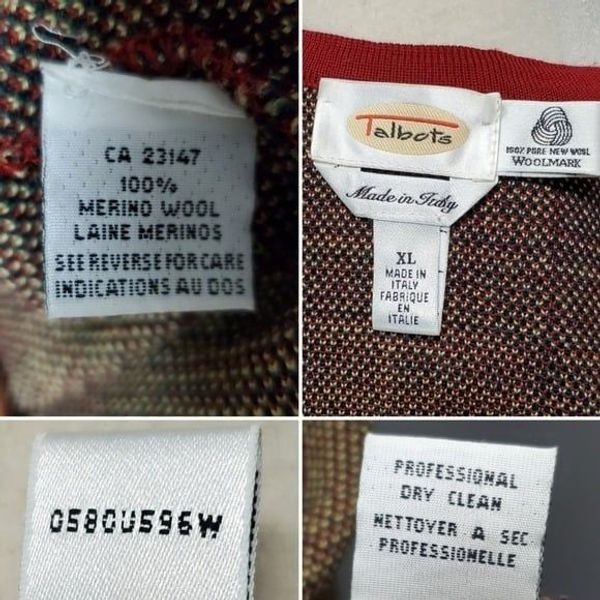 CA 23147
100%
MERINO WOOL
LAINE MERINOS
SEE REVERSE FOR CARE
INDICATIONS AU DOS
Talbots
Made in Italy
100% PURE NEW WOOL
WOOLMARK
XL
MADE IN
ITALY
FABRIQUE
EN
ITALIE
0580U596W
PROFESSIONAL
DRY CLEAN
NETTOYER A SEC
PROFESSIONELLE